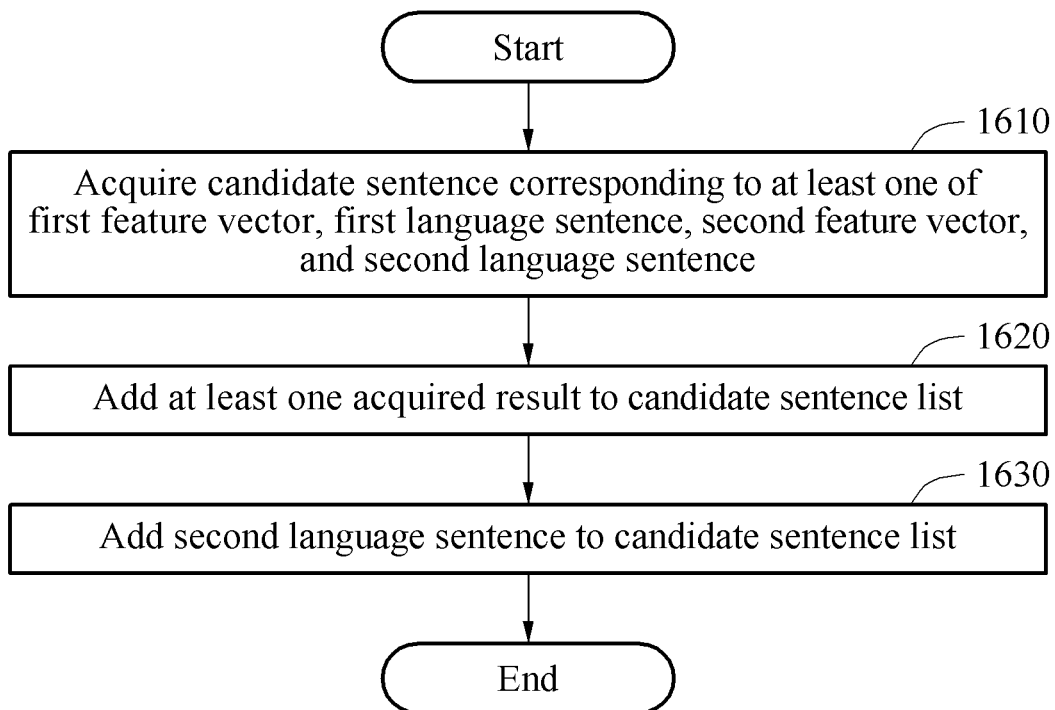 Start
1610
Acquire candidate sentence corresponding to at least one of
first feature vector, first language sentence, second feature vector,
and second language sentence
1620
Add at least one acquired result to candidate sentence list
1630
Add second language sentence to candidate sentence list
End